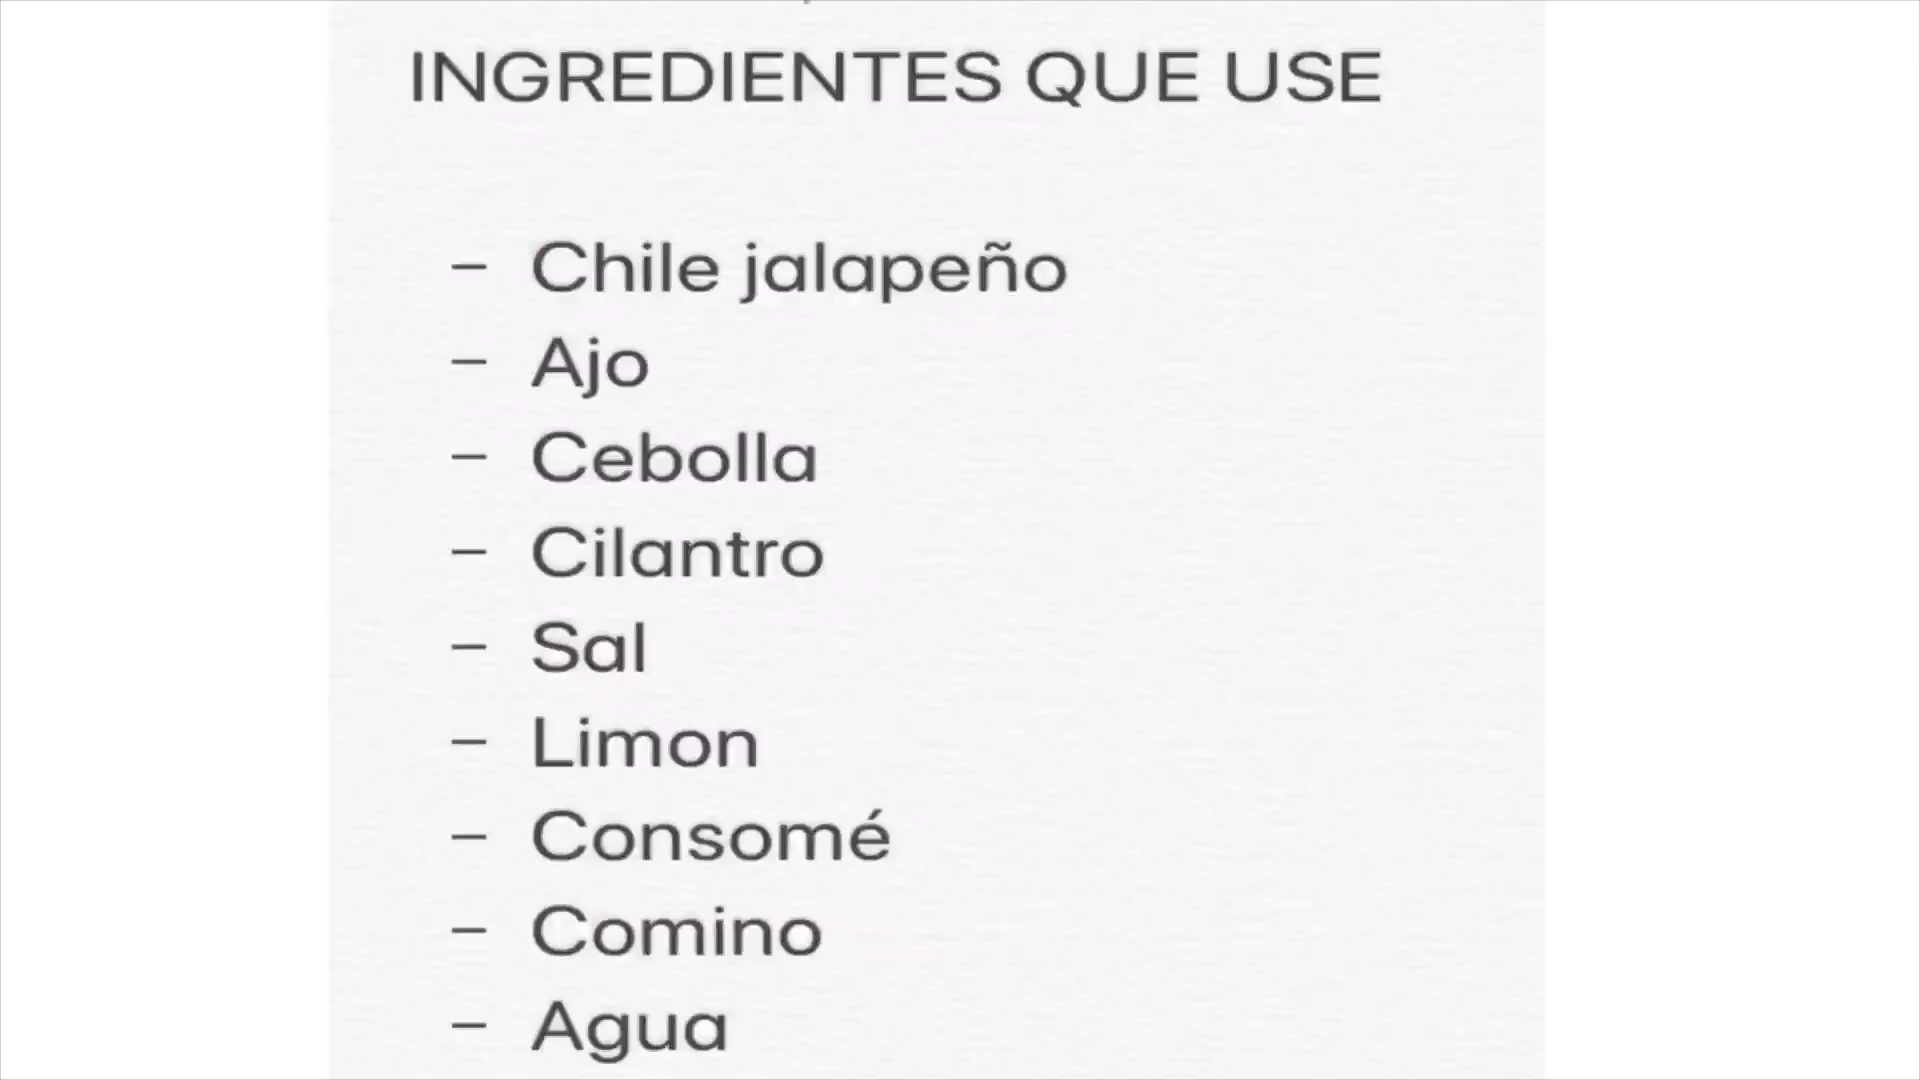 INGREDIENTES QUE USE
– Chile jalapeño
– Ajo
– Cebolla
– Cilantro
– Sal
– Limon
– Consomé
– Comino
– Agua